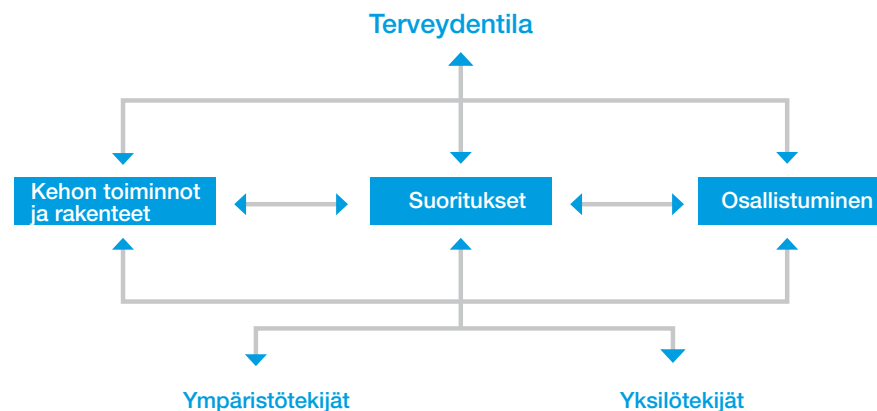 Terveydentila
Kehon toiminnot
ja rakenteet
Suoritukset
Osallistuminen
Ympäristötekijät
Yksilötekijät